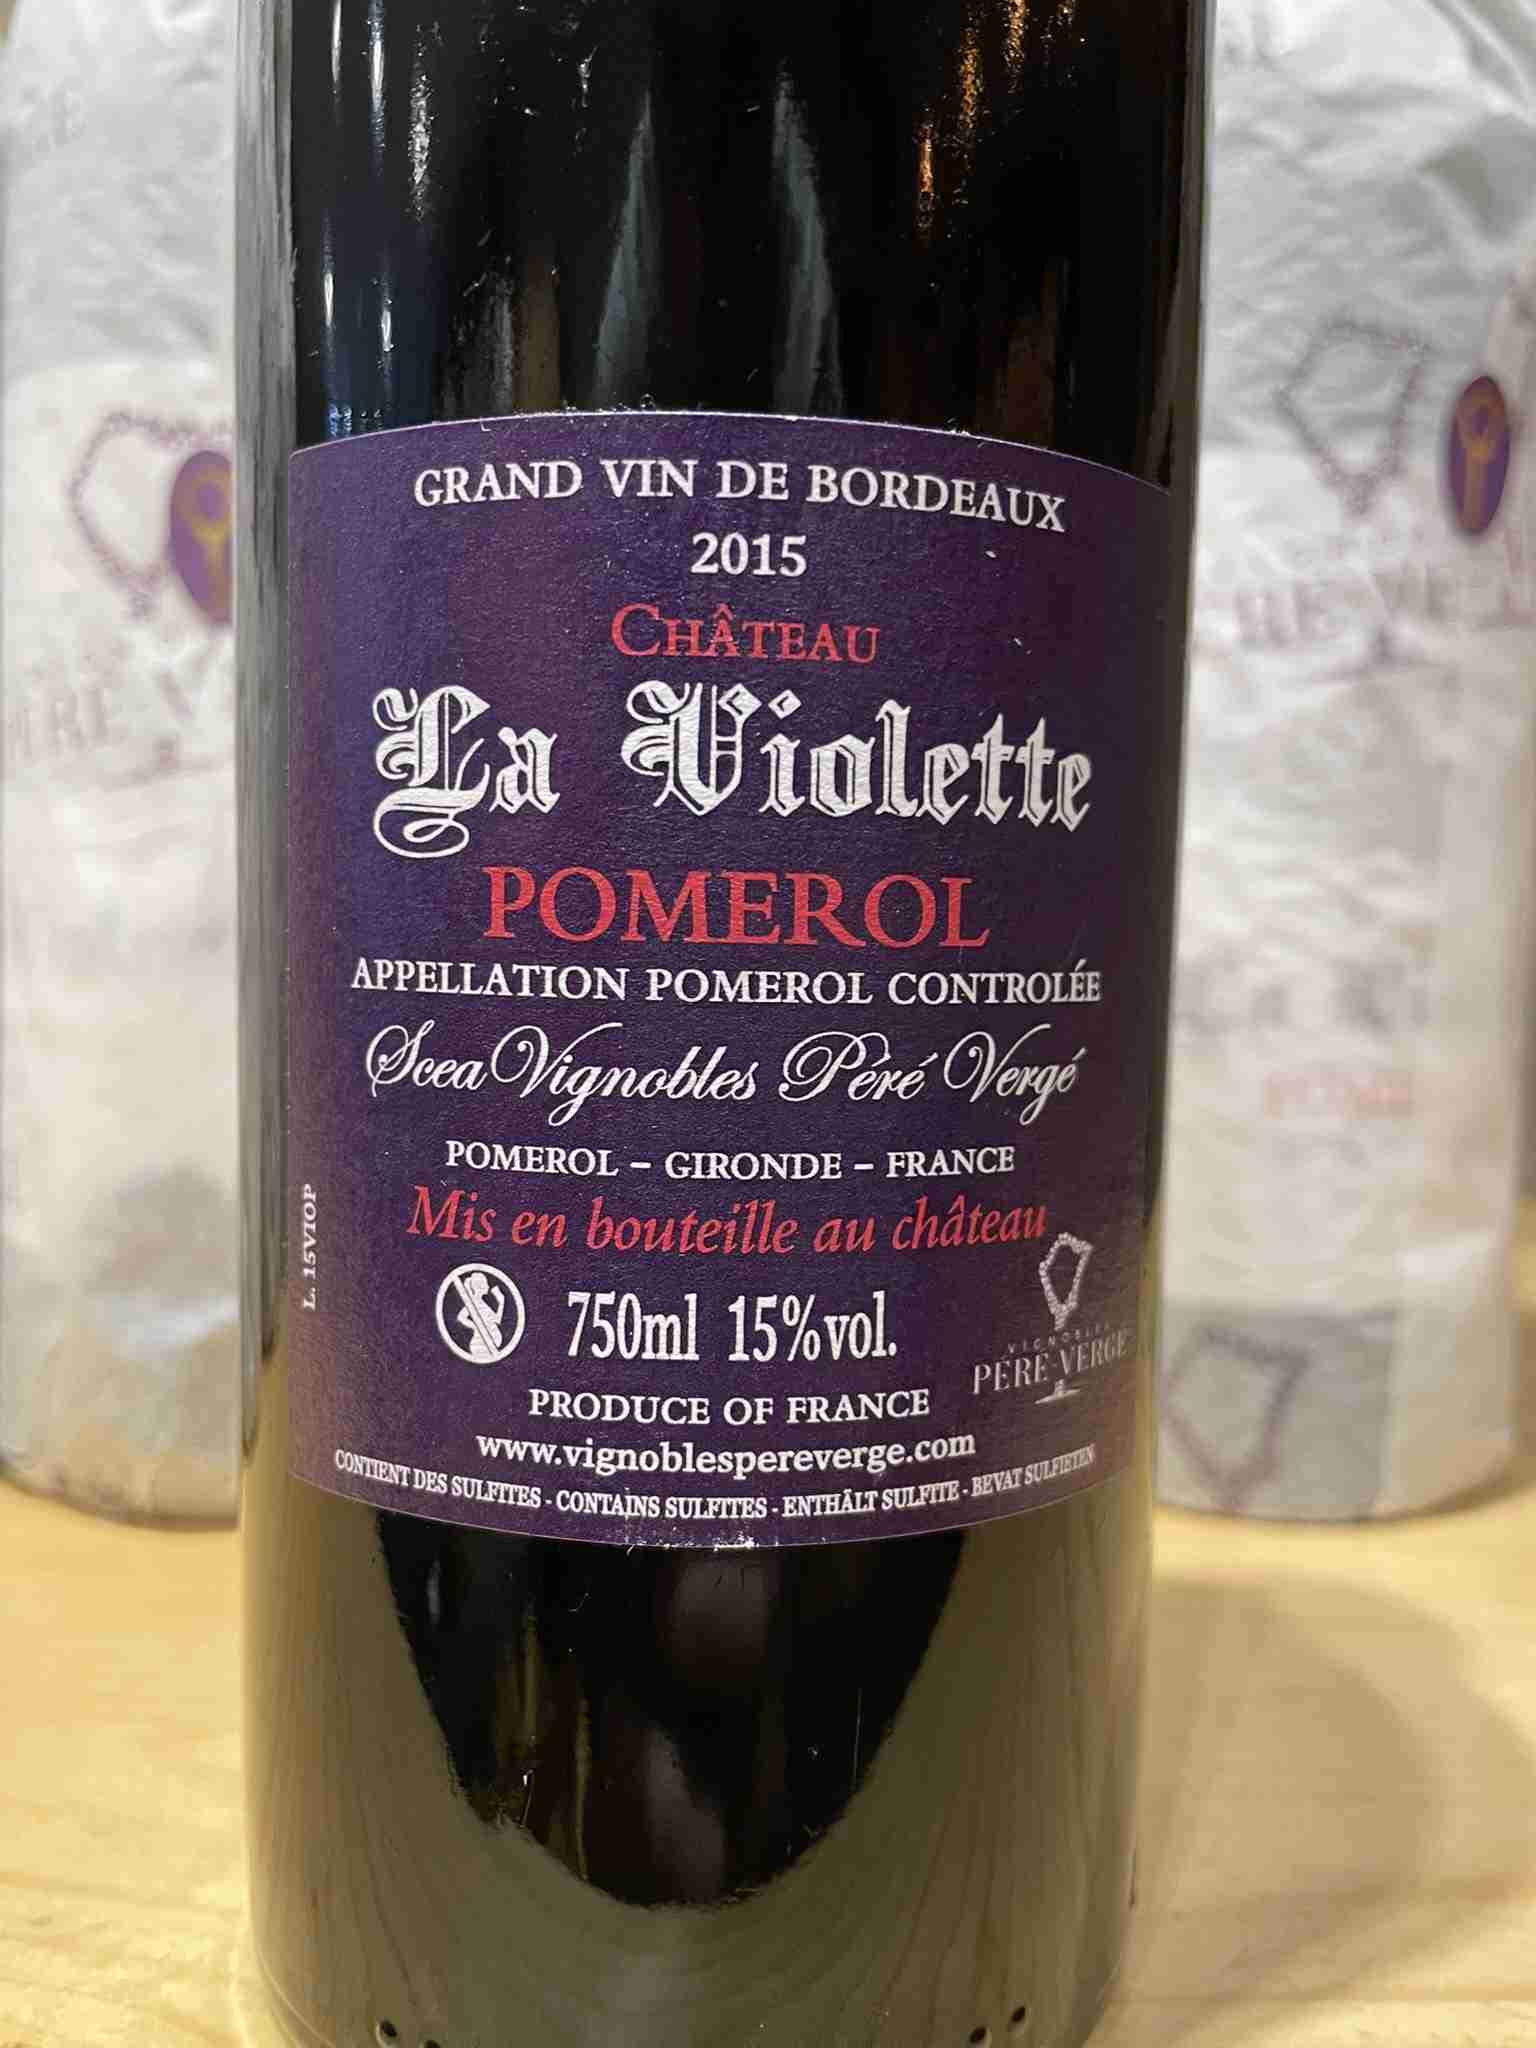 GRAND VIN DE BORDEAUX
2015
CHÂTEAU
La Violette
POMEROL
APPELLATION POMEROL CONTROLÉE
Scea Vignobles Péré Vergé
POMEROL – GIRONDE – FRANCE
Mis en bouteille au château
L. 15VIOP
750ml 15%vol.
VIGNOBLES
PÉRÉ-VERGÉ
PRODUCE OF FRANCE
www.vignoblespereverge.com
CONTIENT DES SULFITES - CONTAINS SULFITES - ENTHÄLT SULFITE - BEVAT SULFIETEN